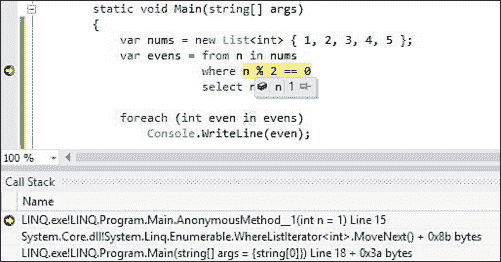 static void Main(string[] args)
{
var nums = new List<int> { 1, 2, 3, 4, 5 };
var evens = from n in nums
where n % 2 == 0
select n
n 1
foreach (int even in evens)
Console.WriteLine(even);
100 %
Call Stack
Name
LINQ.exe!LINQ.Program.Main.AnonymousMethod__1(int n = 1) Line 15
System.Core.dll!System.Linq.Enumerable.WhereListIterator<int>.MoveNext() + 0x8b bytes
LINQ.exe!LINQ.Program.Main(string[] args = {string[0]}) Line 18 + 0x3a bytes